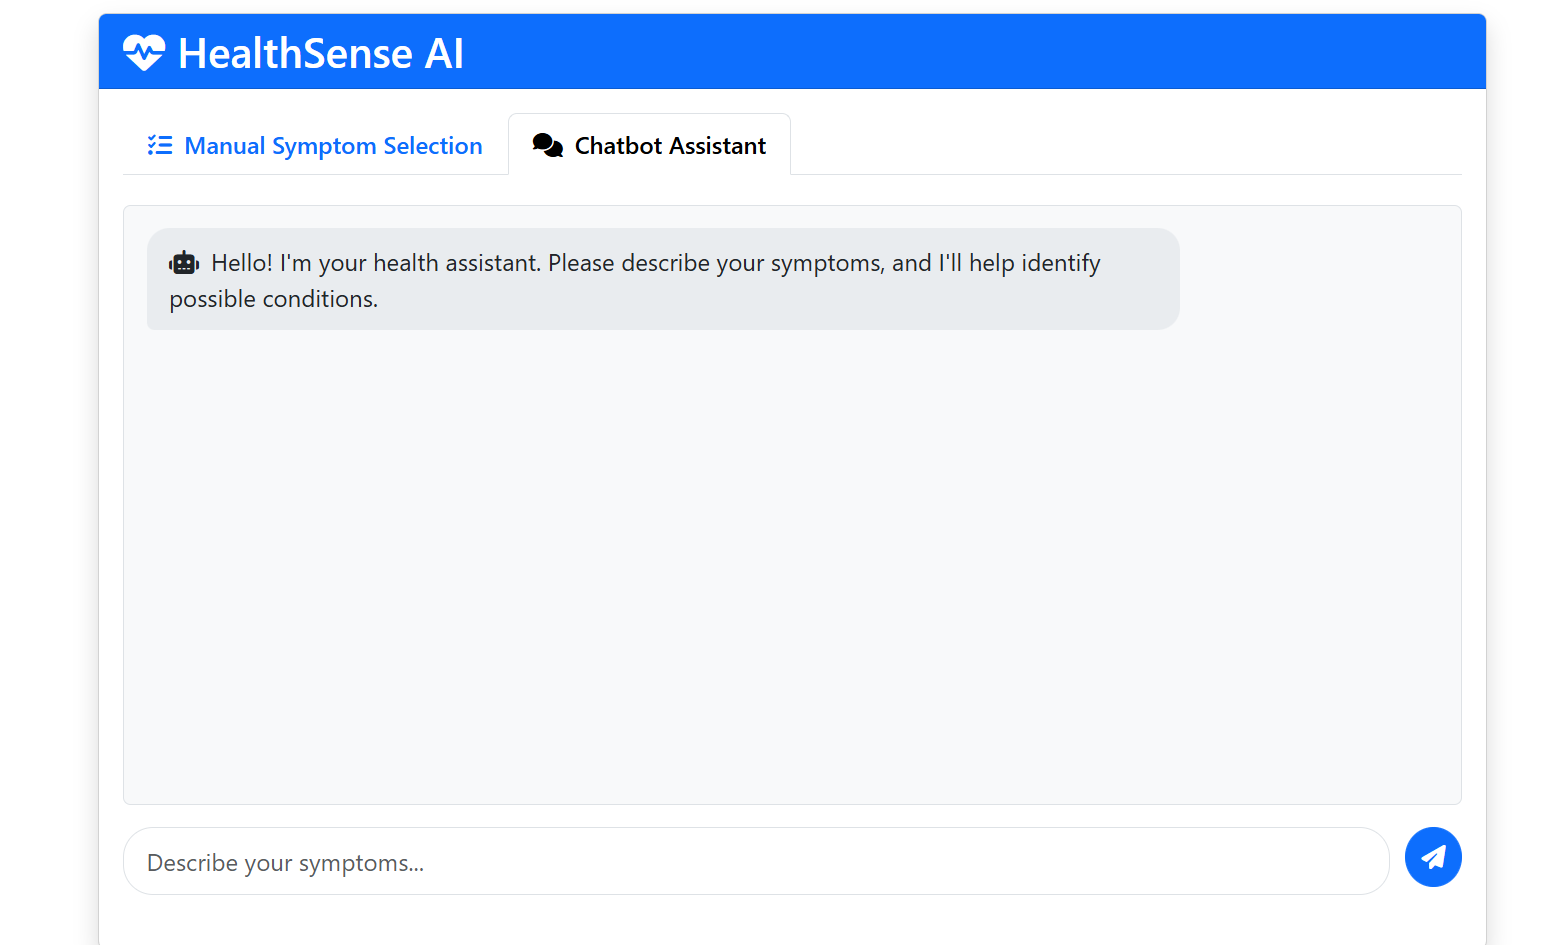 HealthSense AI
Manual Symptom Selection
Chatbot Assistant
Hello! I'm your health assistant. Please describe your symptoms, and I'll help identify
possible conditions.
Describe your symptoms...